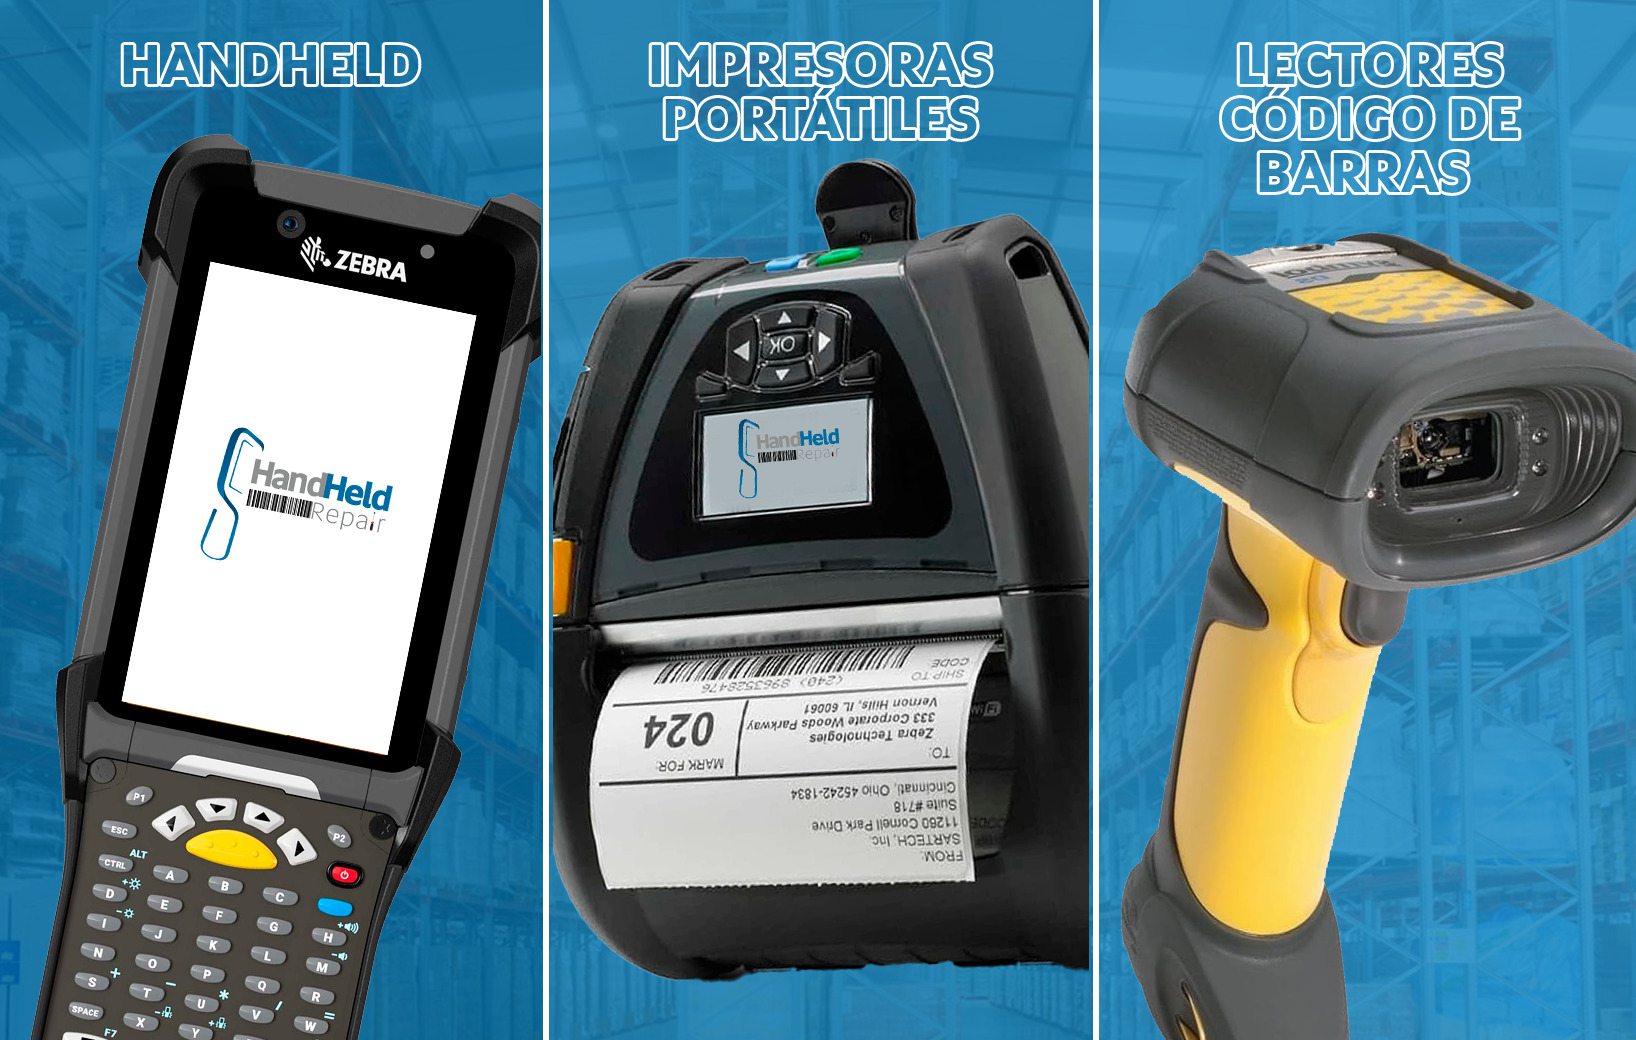 HANDHELD
ZEBRA
HandHeld
Repair
P1
P2
ESC
ALT
CTRL
A
B
C
D
E
F
G
H
I
J
K
L
M
N
O
P
Q
R
S
T
U
V
W
SPACE
X
Y
F7
IMPRESORAS
PORTÁTILES
OK
HandHeld
Repair
SHIP TO
CODE
(240) 8963528476
TO:
Zebra Technologies
333 Corporate Woods Parkway
Vernon Hills, IL 60061
MARK FOR:
024
FROM:
SARTECH, Inc
11260 Cornell Park Drive
Suite #718
Cincinnati, Ohio 45242-1834
LECTORES
CÓDIGO DE
BARRAS